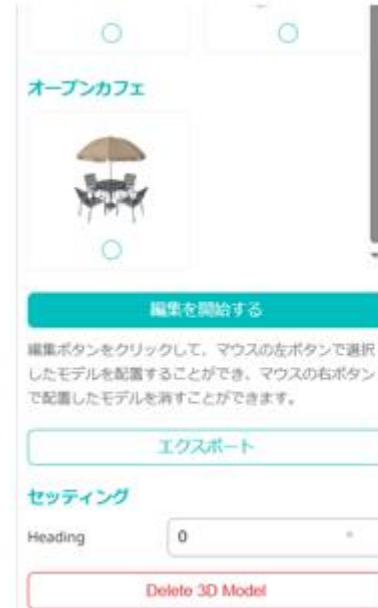 オープンカフェ
編集を開始する
編集ボタンをクリックして、マウスの左ボタンで選択
したモデルを配置することができ、マウスの右ボタン
で配置したモデルを消すことができます。
エクスポート
セッティング
Heading 0 °
Delete 3D Model